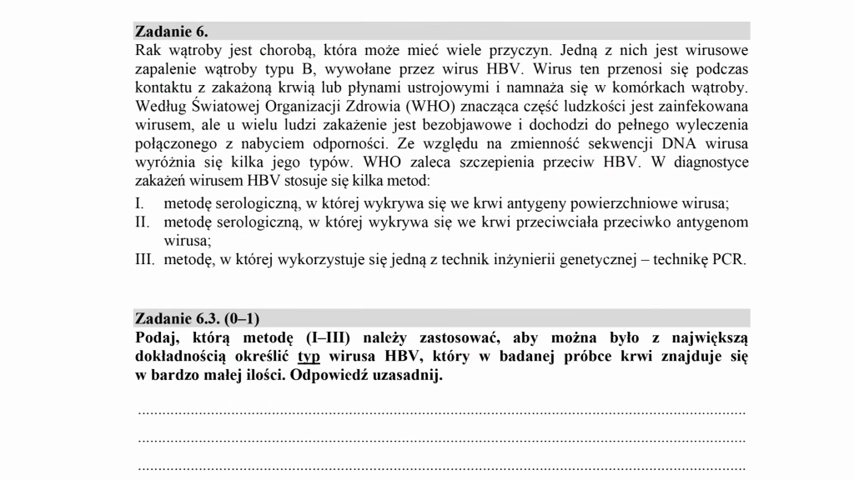 Zadanie 6.
Rak wątroby jest chorobą, która może mieć wiele przyczyn. Jedną z nich jest wirusowe
zapalenie wątroby typu B, wywołane przez wirus HBV. Wirus ten przenosi się podczas
kontaktu z zakażoną krwią lub płynami ustrojowymi i namnaża się w komórkach wątroby.
Według Światowej Organizacji Zdrowia (WHO) znacząca część ludzkości jest zainfekowana
wirusem, ale u wielu ludzi zakażenie jest bezobjawowe i dochodzi do pełnego wyleczenia
połączonego z nabyciem odporności. Ze względu na zmienność sekwencji DNA wirusa
wyróżnia się kilka jego typów. WHO zaleca szczepienia przeciw HBV. W diagnostyce
zakażeń wirusem HBV stosuje się kilka metod:
I. metodę serologiczną, w której wykrywa się we krwi antygeny powierzchniowe wirusa;
II. metodę serologiczną, w której wykrywa się we krwi przeciwciała przeciwko antygenom
wirusa;
III. metodę, w której wykorzystuje się jedną z technik inżynierii genetycznej – technikę PCR.
Zadanie 6.3. (0–1)
Podaj, którą metodę (I–III) należy zastosować, aby można było z największą
dokładnością określić typ wirusa HBV, który w badanej próbce krwi znajduje się
w bardzo małej ilości. Odpowiedź uzasadnij.